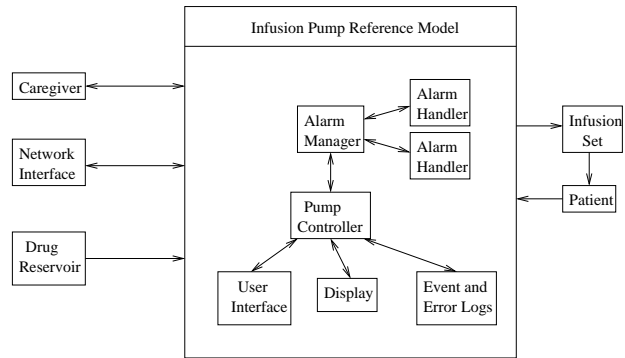 Infusion Pump Reference Model
Caregiver
Network
Interface
Drug
Reservoir
Alarm
Manager
Alarm
Handler
Alarm
Handler
Pump
Controller
User
Interface
Display
Event and
Error Logs
Infusion
Set
Patient